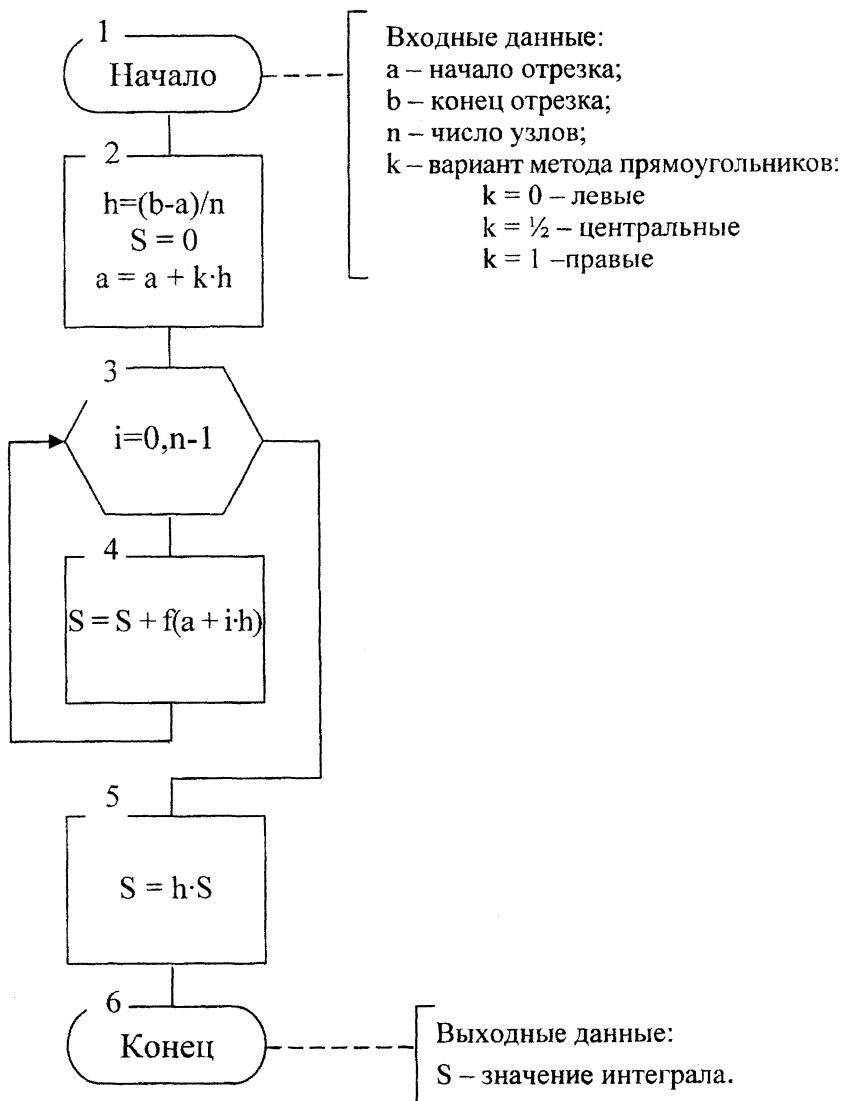 1
Начало
Входные данные:
a – начало отрезка;
b – конец отрезка;
n – число узлов;
k – вариант метода прямоугольников:
k = 0 – левые
k = ½ – центральные
k = 1 –правые
2
h=(b-a)/n
S = 0
a = a + k·h
3
i=0,n-1
4
S = S + f(a + i·h)
5
S = h·S
6
Конец
Выходные данные:
S – значение интеграла.